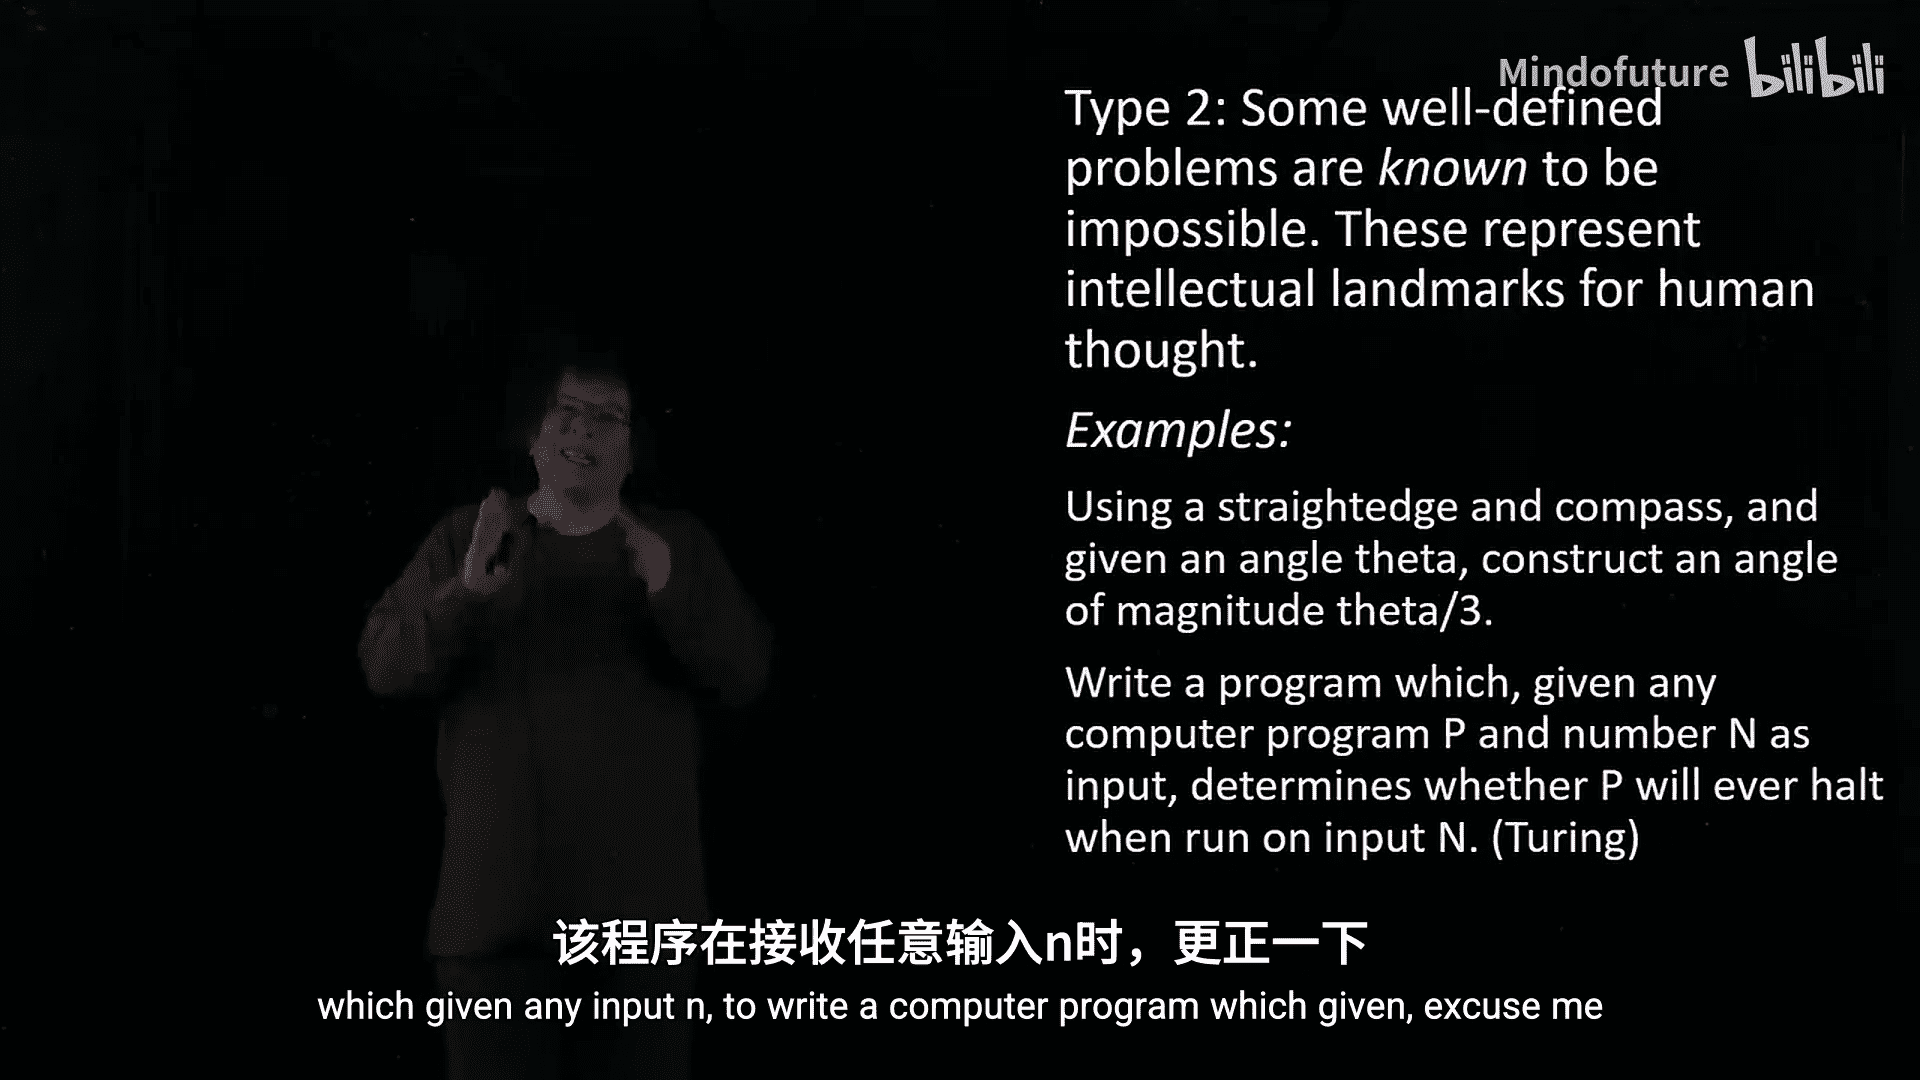 Mindofuture bilibili
Type 2: Some well-defined
problems are known to be
impossible. These represent
intellectual landmarks for human
thought.
Examples:
Using a straightedge and compass, and
given an angle theta, construct an angle
of magnitude theta/3.
Write a program which, given any
computer program P and number N as
input, determines whether P will ever halt
when run on input N. (Turing)
该程序在接收任意输入n时，更正一下
which given any input n, to write a computer program which given, excuse me